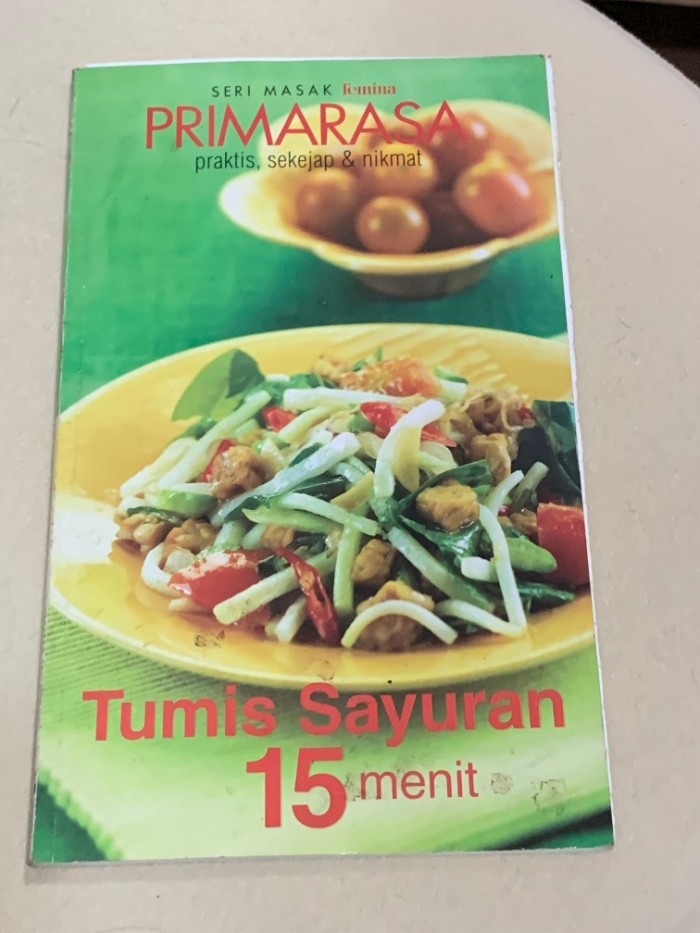 SERI MASAK femina
PRIMARASA
praktis, sekejap & nikmat
Tumis Sayuran
15 menit